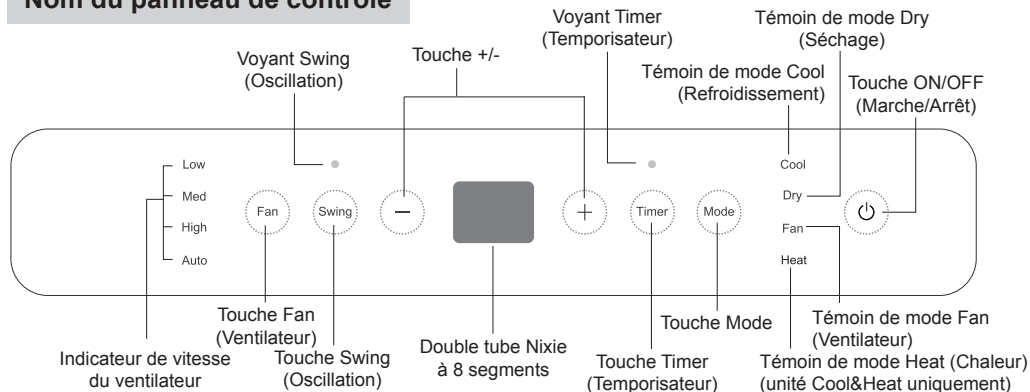 Nom du panneau de contrôle
Voyant Timer
(Temporisateur)
Témoin de mode Dry
(Séchage)
Voyant Swing
(Oscillation)
Touche +/-
Témoin de mode Cool
(Refroidissement)
Touche ON/OFF
(Marche/Arrêt)
Low
Med
High
Auto
Fan
Swing
−
+
Timer
Mode
Cool
Dry
Fan
Heat
Touche Fan
(Ventilateur)
Indicateur de vitesse
du ventilateur
Touche Swing
(Oscillation)
Double tube Nixie
à 8 segments
Touche Timer
(Temporisateur)
Touche Mode
Témoin de mode Fan
(Ventilateur)
Témoin de mode Heat (Chaleur)
(unité Cool&Heat uniquement)